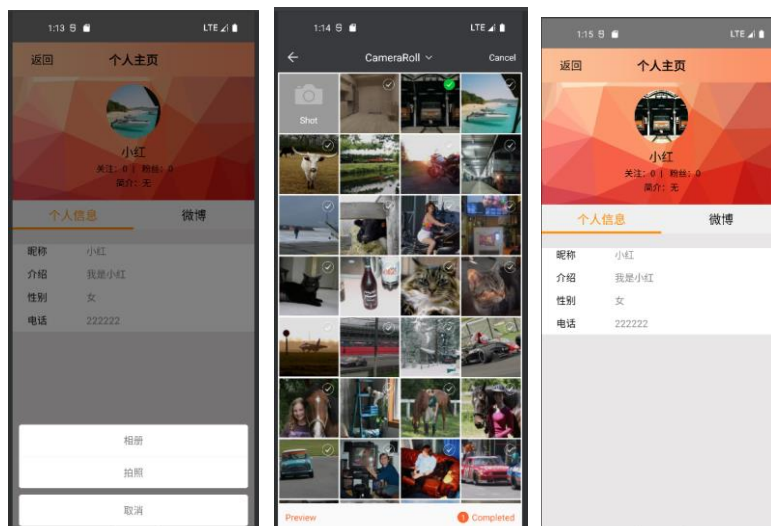 1:13
LTE
返回
个人主页
小红
关注: 0 | 粉丝: 0
简介: 无
个人信息
微博
昵称
小红
介绍
我是小红
性别
女
电话
222222
相册
拍照
取消
1:14
LTE
CameraRoll
Cancel
Shot
Preview
1 Completed
1:15
LTE
返回
个人主页
小红
关注: 0 | 粉丝: 0
简介: 无
个人信息
微博
昵称
小红
介绍
我是小红
性别
女
电话
222222